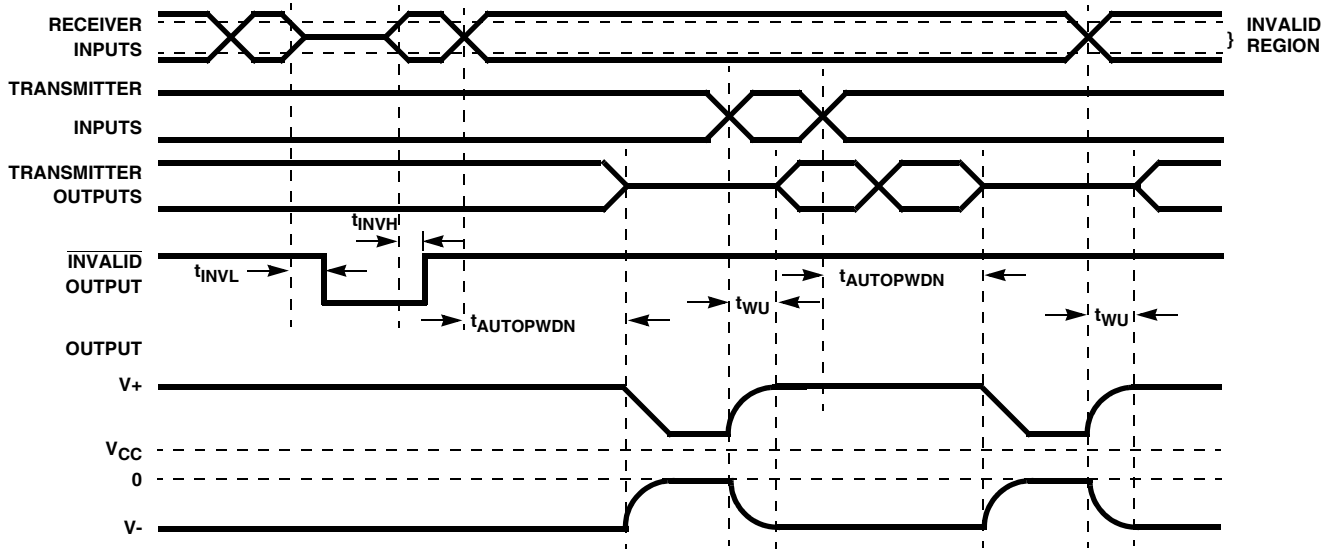 RECEIVER
INPUTS
} INVALID
REGION
TRANSMITTER
INPUTS
TRANSMITTER
OUTPUTS
tINVH
INVALID
OUTPUT
tINVL
tAUTOPWDN
tWU
tAUTOPWDN
tWU
OUTPUT
V+
VCC
0
V-